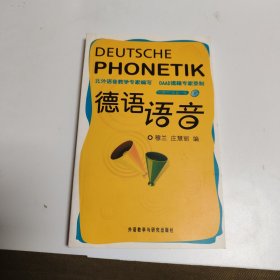 DEUTSCHE
PHONETIK
北外语音教学专家编写 DAAD德籍专家录制
德语语音
穆兰 庄慧丽 编
外语教学与研究出版社